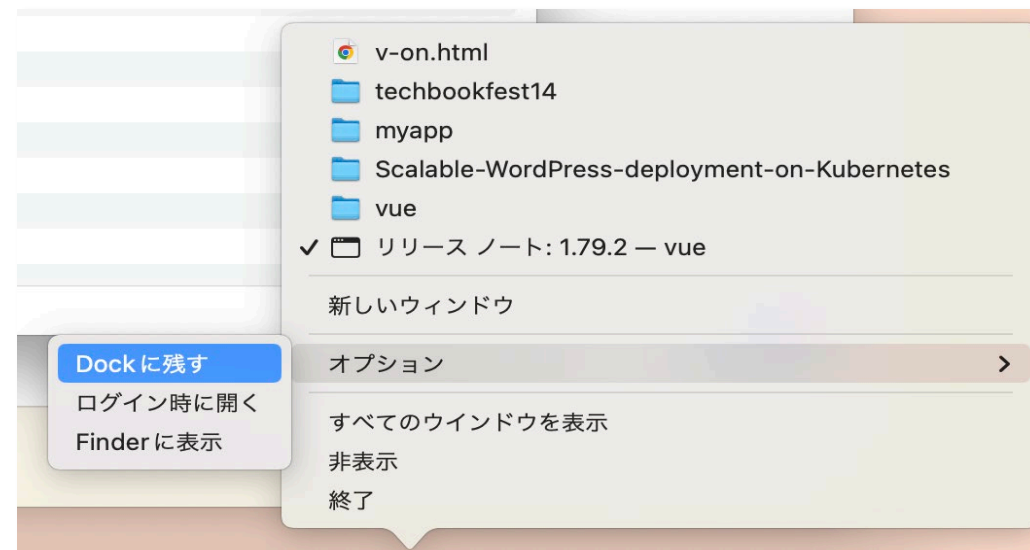 v-on.html
techbookfest14
myapp
Scalable-WordPress-deployment-on-Kubernetes
vue
リリース ノート: 1.79.2 — vue
新しいウィンドウ
オプション
Dockに残す
ログイン時に開く
Finderに表示
すべてのウインドウを表示
非表示
終了